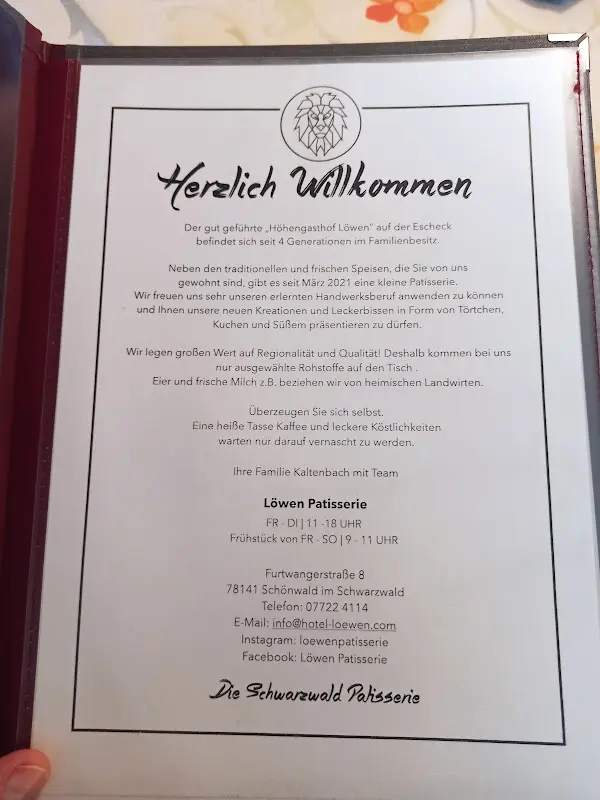 Herzlich Willkommen
Der gut geführte „Höhengasthof Löwen" auf der Escheck
befindet sich seit 4 Generationen im Familienbesitz.
Neben den traditionellen und frischen Speisen, die Sie von uns
gewohnt sind, gibt es seit März 2021 eine kleine Patisserie.
Wir freuen uns sehr unseren erlernten Handwerksberuf anwenden zu können
und Ihnen unsere neuen Kreationen und Leckerbissen in Form von Törtchen,
Kuchen und Süßem präsentieren zu dürfen.
Wir legen großen Wert auf Regionalität und Qualität! Deshalb kommen bei uns
nur ausgewählte Rohstoffe auf den Tisch .
Eier und frische Milch z.B. beziehen wir von heimischen Landwirten.
Überzeugen Sie sich selbst.
Eine heiße Tasse Kaffee und leckere Köstlichkeiten
warten nur darauf vernascht zu werden.
Ihre Familie Kaltenbach mit Team
Löwen Patisserie
FR - DI | 11 -18 UHR
Frühstück von FR - SO | 9 - 11 UHR
Furtwangerstraße 8
78141 Schönwald im Schwarzwald
Telefon: 07722 4114
E-Mail: info@hotel-loewen.com
Instagram: loewenpatisserie
Facebook: Löwen Patisserie
Die Schwarzwald Patisserie